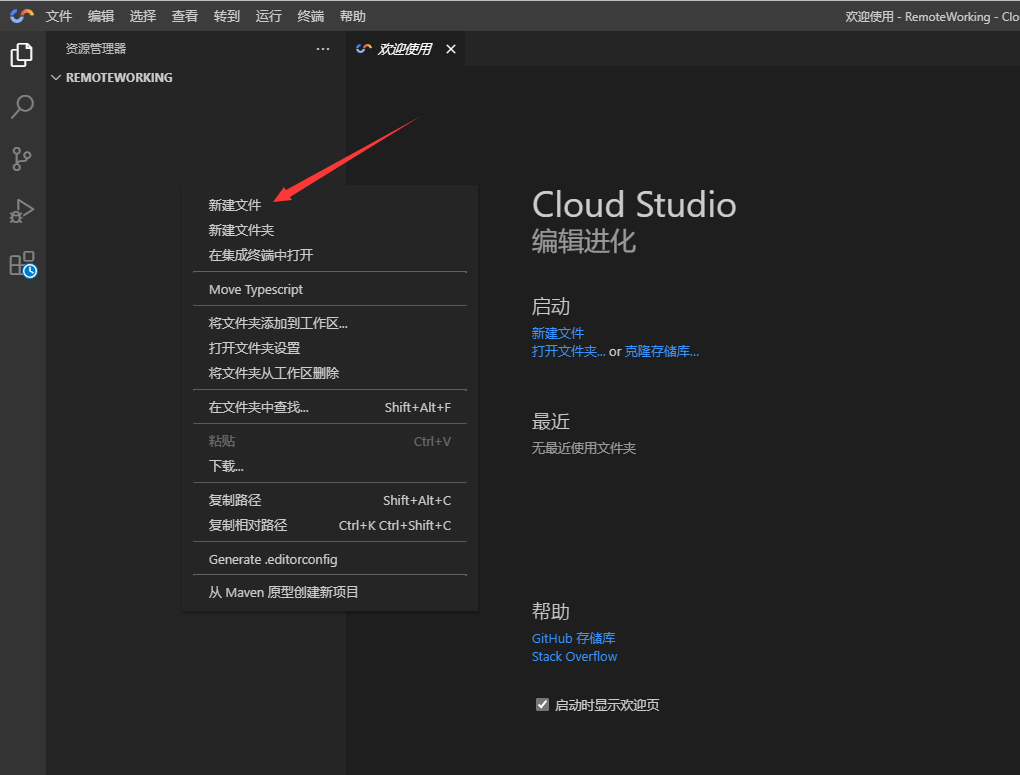 文件 编辑 选择 查看 转到 运行 终端 帮助 欢迎使用 - RemoteWorking - Clo
资源管理器 ... 欢迎使用
REMOTEWORKING
新建文件
新建文件夹
在集成终端中打开
Move Typescript
将文件夹添加到工作区...
打开文件夹设置
将文件夹从工作区删除
在文件夹中查找... Shift+Alt+F
粘贴 Ctrl+V
下载...
复制路径 Shift+Alt+C
复制相对路径 Ctrl+K Ctrl+Shift+C
Generate .editorconfig
从 Maven 原型创建新项目
Cloud Studio
编辑进化
启动
新建文件
打开文件夹... or 克隆存储库...
最近
无最近使用文件夹
帮助
GitHub 存储库
Stack Overflow
启动时显示欢迎页